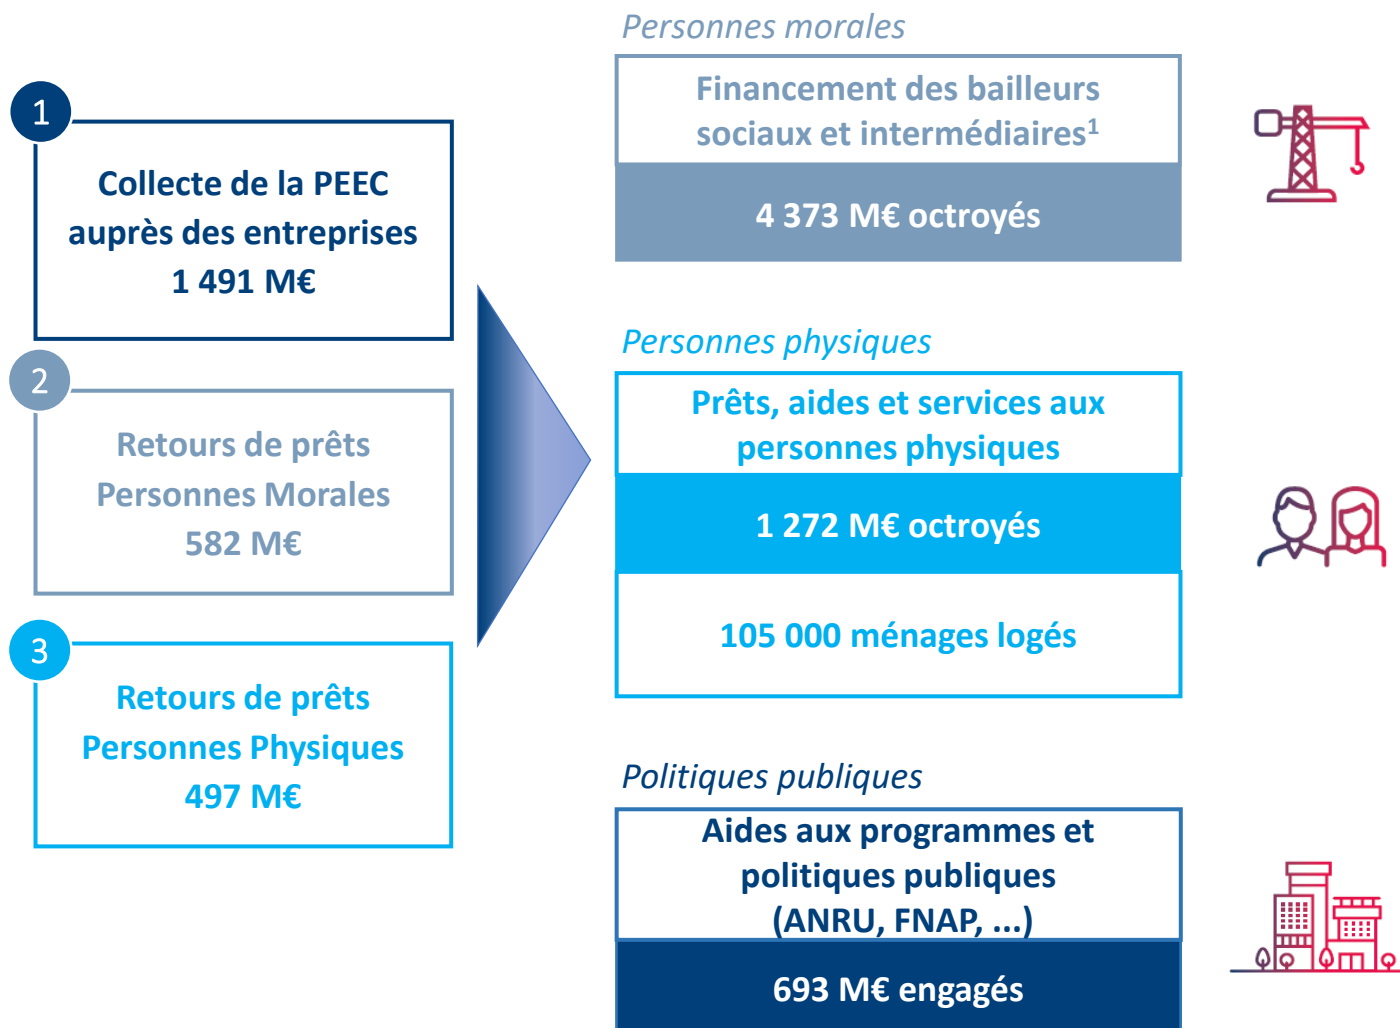 1
Collecte de la PEEC
auprès des entreprises
1 491 M€
2
Retours de prêts
Personnes Morales
582 M€
3
Retours de prêts
Personnes Physiques
497 M€
Personnes morales
Financement des bailleurs
sociaux et intermédiaires¹
4 373 M€ octroyés
Personnes physiques
Prêts, aides et services aux
personnes physiques
1 272 M€ octroyés
105 000 ménages logés
Politiques publiques
Aides aux programmes et
politiques publiques
(ANRU, FNAP, ...)
693 M€ engagés